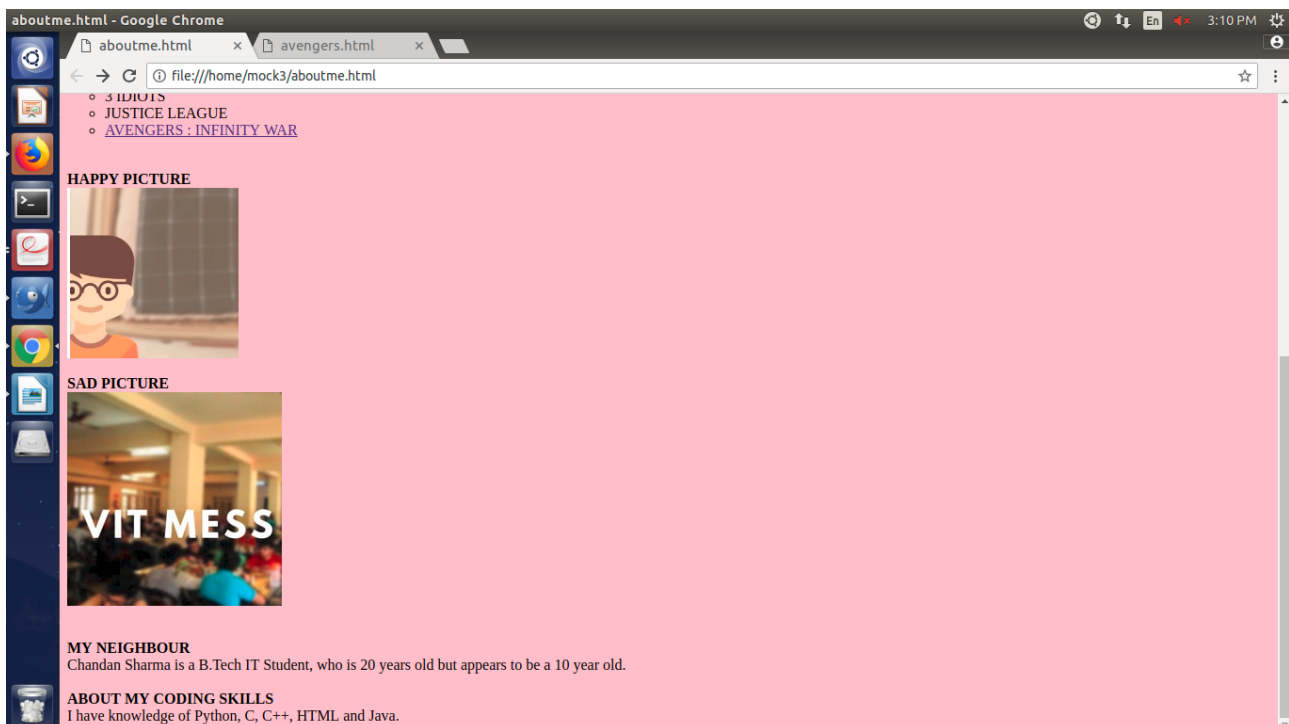 aboutme.html - Google Chrome
En
3:10 PM
aboutme.html
avengers.html
file:///home/mock3/aboutme.html
3 IDIOTS
JUSTICE LEAGUE
AVENGERS : INFINITY WAR
HAPPY PICTURE
SAD PICTURE
VIT MESS
MY NEIGHBOUR
Chandan Sharma is a B.Tech IT Student, who is 20 years old but appears to be a 10 year old.
ABOUT MY CODING SKILLS
I have knowledge of Python, C, C++, HTML and Java.